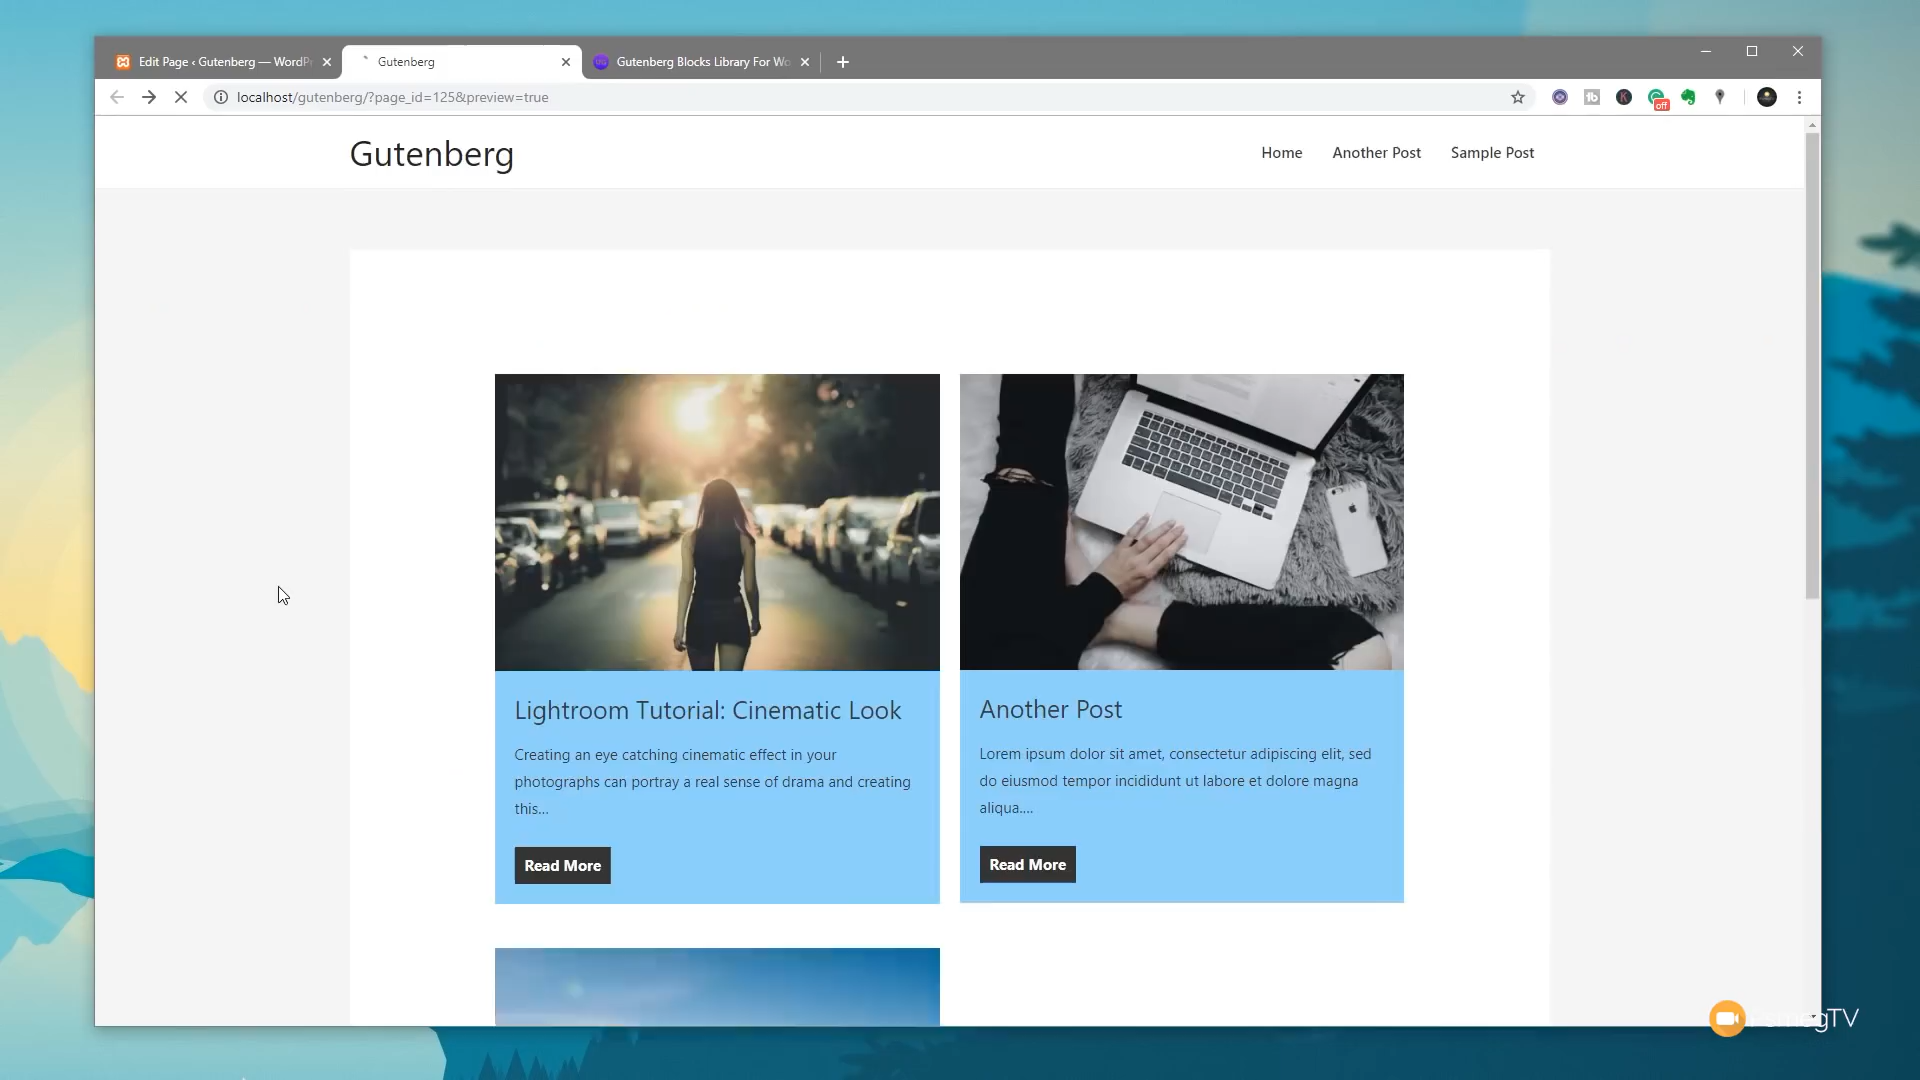 Edit Page ‹ Gutenberg — WordPr
Gutenberg
Gutenberg Blocks Library For Wo
localhost/gutenberg/?page_id=125&preview=true
off
Gutenberg
Home
Another Post
Sample Post
Lightroom Tutorial: Cinematic Look
Creating an eye catching cinematic effect in your
photographs can portray a real sense of drama and creating
this...
Read More
Another Post
Lorem ipsum dolor sit amet, consectetur adipiscing elit, sed
do eiusmod tempor incididunt ut labore et dolore magna
aliqua....
Read More